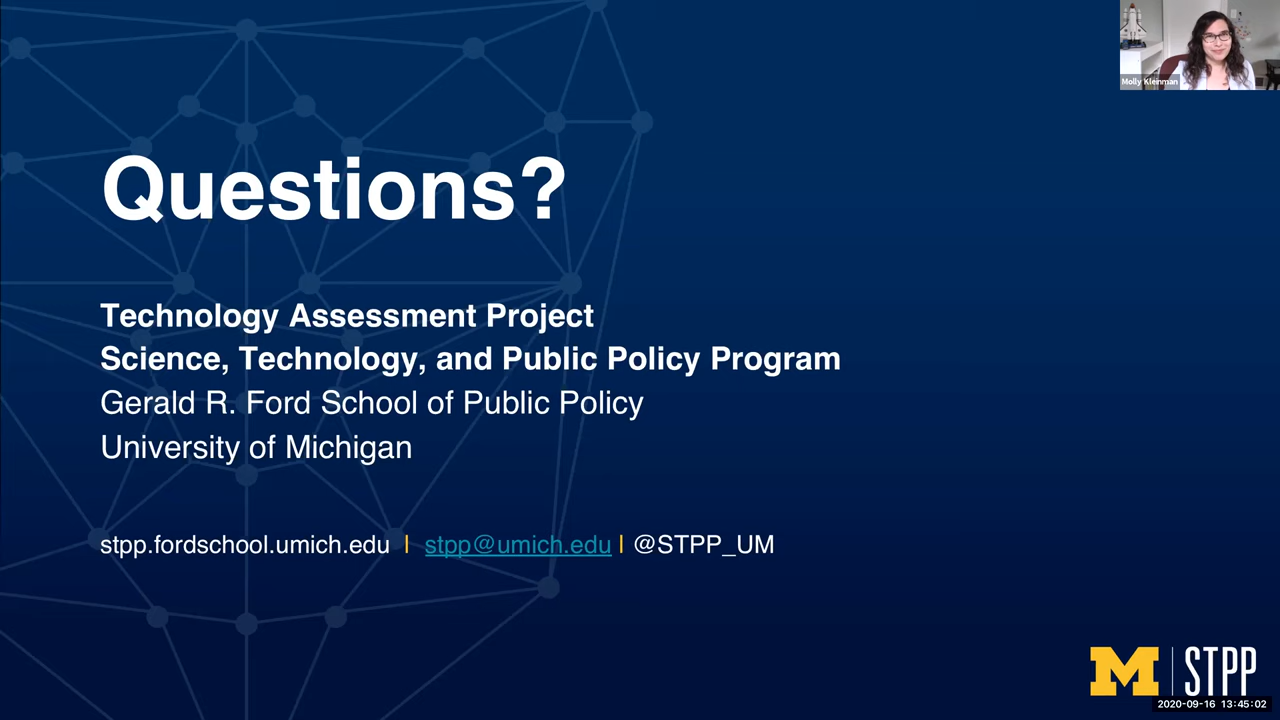 Molly Kleinman
Questions?
Technology Assessment Project
Science, Technology, and Public Policy Program
Gerald R. Ford School of Public Policy
University of Michigan
stpp.fordschool.umich.edu | stpp@umich.edu | @STPP_UM
M | STPP
2020-09-16 13:45:02